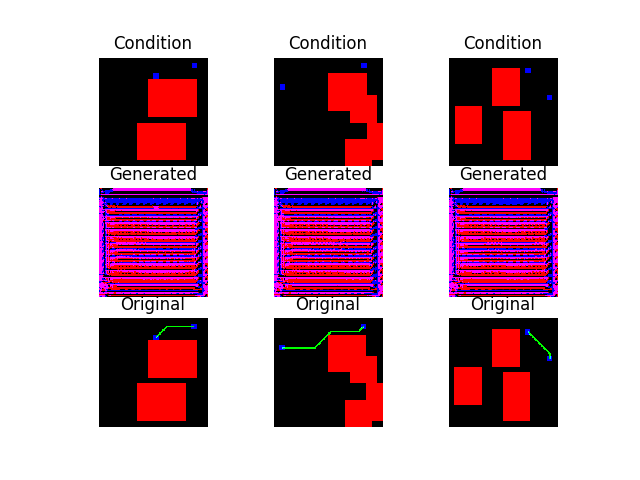 Condition Condition Condition
Generated Generated Generated
Original Original Original